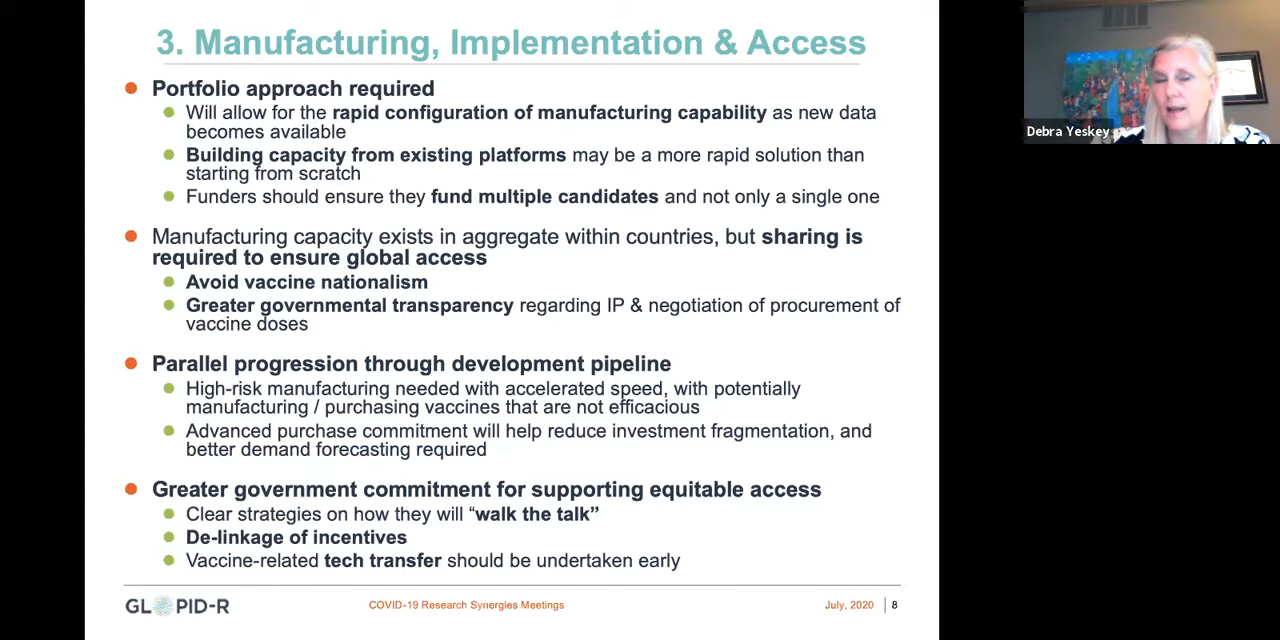 3. Manufacturing, Implementation & Access
Portfolio approach required
Will allow for the rapid configuration of manufacturing capability as new data
becomes available
Building capacity from existing platforms may be a more rapid solution than
starting from scratch
Funders should ensure they fund multiple candidates and not only a single one
Manufacturing capacity exists in aggregate within countries, but sharing is
required to ensure global access
Avoid vaccine nationalism
Greater governmental transparency regarding IP & negotiation of procurement of
vaccine doses
Parallel progression through development pipeline
High-risk manufacturing needed with accelerated speed, with potentially
manufacturing / purchasing vaccines that are not efficacious
Advanced purchase commitment will help reduce investment fragmentation, and
better demand forecasting required
Greater government commitment for supporting equitable access
Clear strategies on how they will “walk the talk”
De-linkage of incentives
Vaccine-related tech transfer should be undertaken early
GLOPID-R
COVID-19 Research Synergies Meetings
July, 2020 8
Debra Yeskey